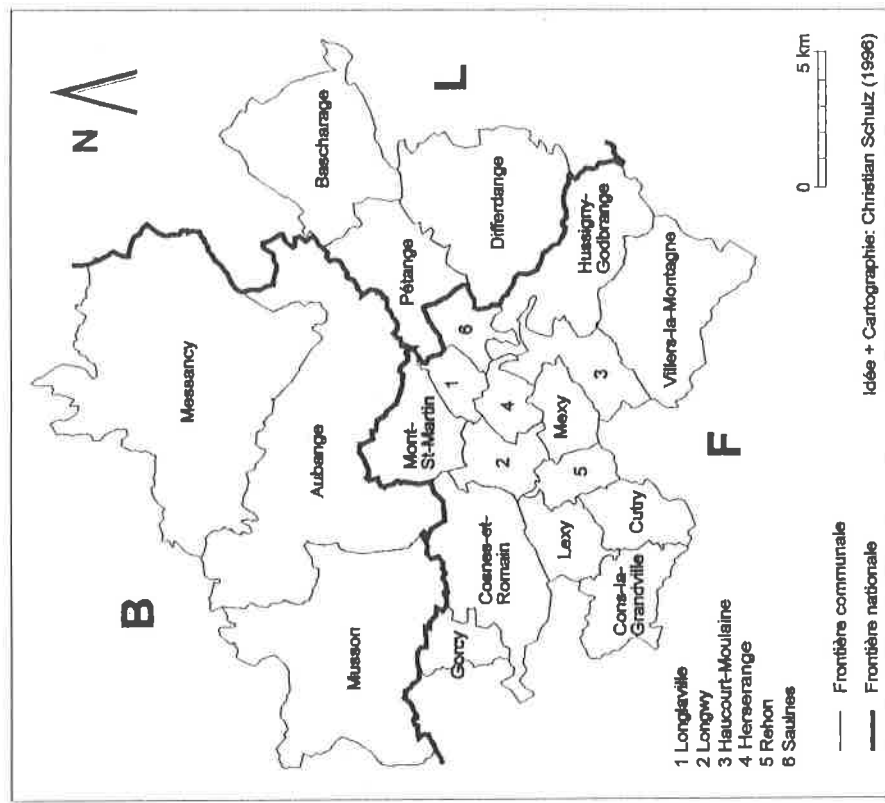 N
B
L
F
Messancy
Bascharage
Aubange
Musson
Pétange
Differdange
Mont-
St-Martin
Gorcy
Cosnes-et-
Romain
Lexy
Cons-la-
Grandville
Cutry
Mexy
Hussigny-
Godbrange
Villers-la-Montagne
1
2
3
4
5
6
1 Longlaville
2 Longwy
3 Haucourt-Moulaine
4 Herserange
5 Rehon
6 Saulnes
Frontière communale
Frontière nationale
0 5 km
Idée + Cartographie: Christian Schulz (1996)